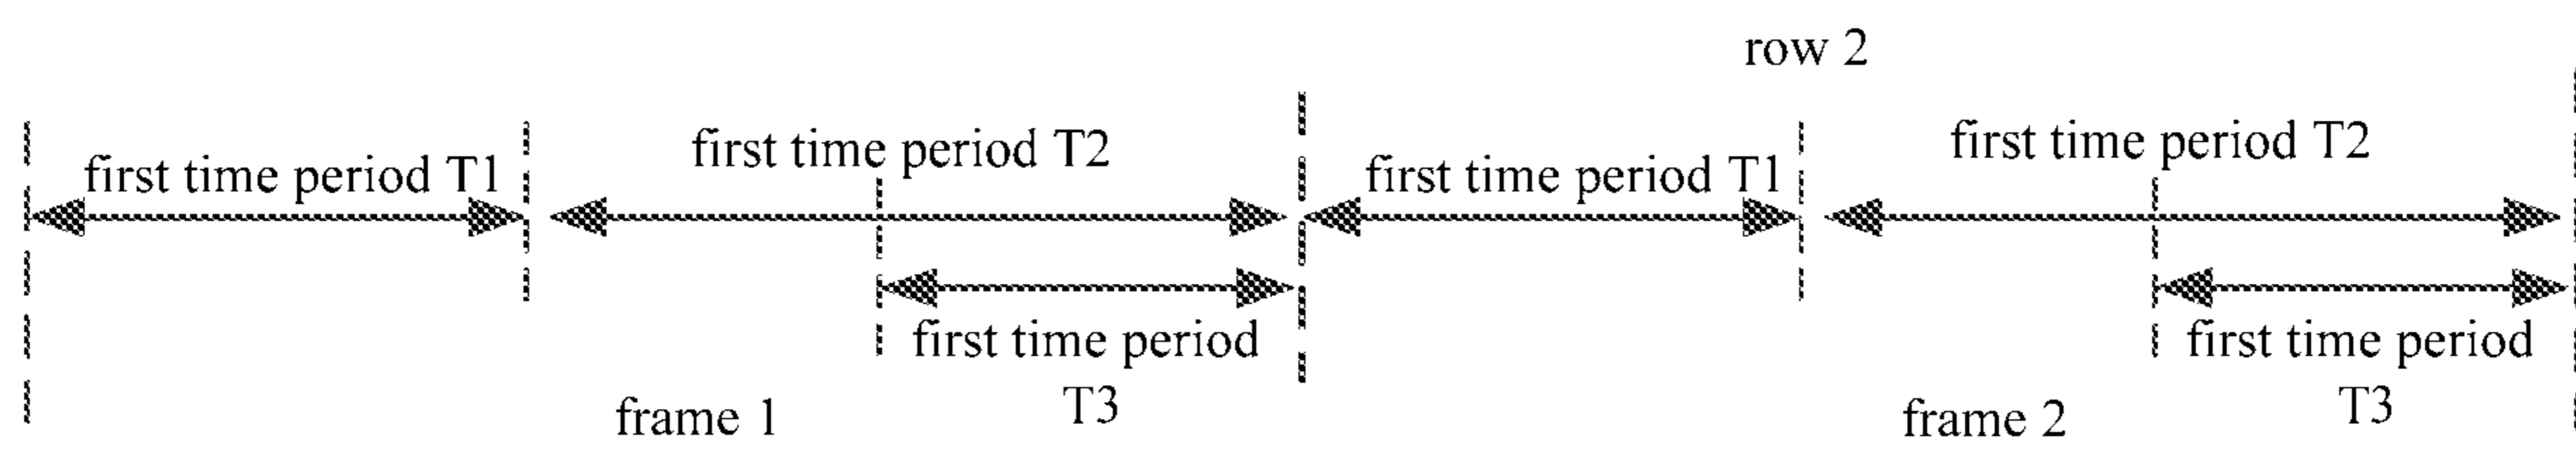 row 2
first time period T1
first time period T2
first time period T1
first time period T2
first time period
T3
first time period
T3
frame 1
frame 2